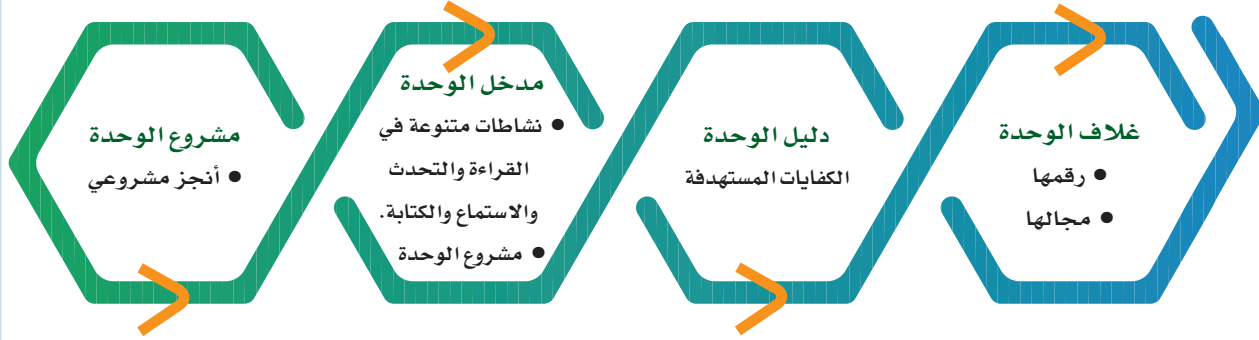 غلاف الوحدة
● رقمها
● مجالها
دليل الوحدة
الكفايات المستهدفة
مدخل الوحدة
● نشاطات متنوعة في
القراءة والتحدث
والاستماع والكتابة.
● مشروع الوحدة
مشروع الوحدة
● أنجز مشروعي